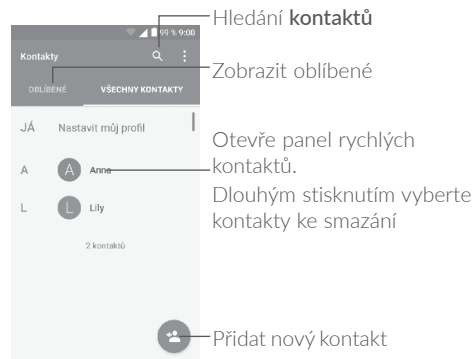 Hledání kontaktů
99 % 9:00
Kontakty
Zobrazit oblíbené
OBLÍBENÉ VŠECHNY KONTAKTY
JÁ Nastavit můj profil
Otevře panel rychlých
kontaktů.
A A Anna
Dlouhým stisknutím vyberte
kontakty ke smazání
L L Lily
2 kontaktů
Přidat nový kontakt